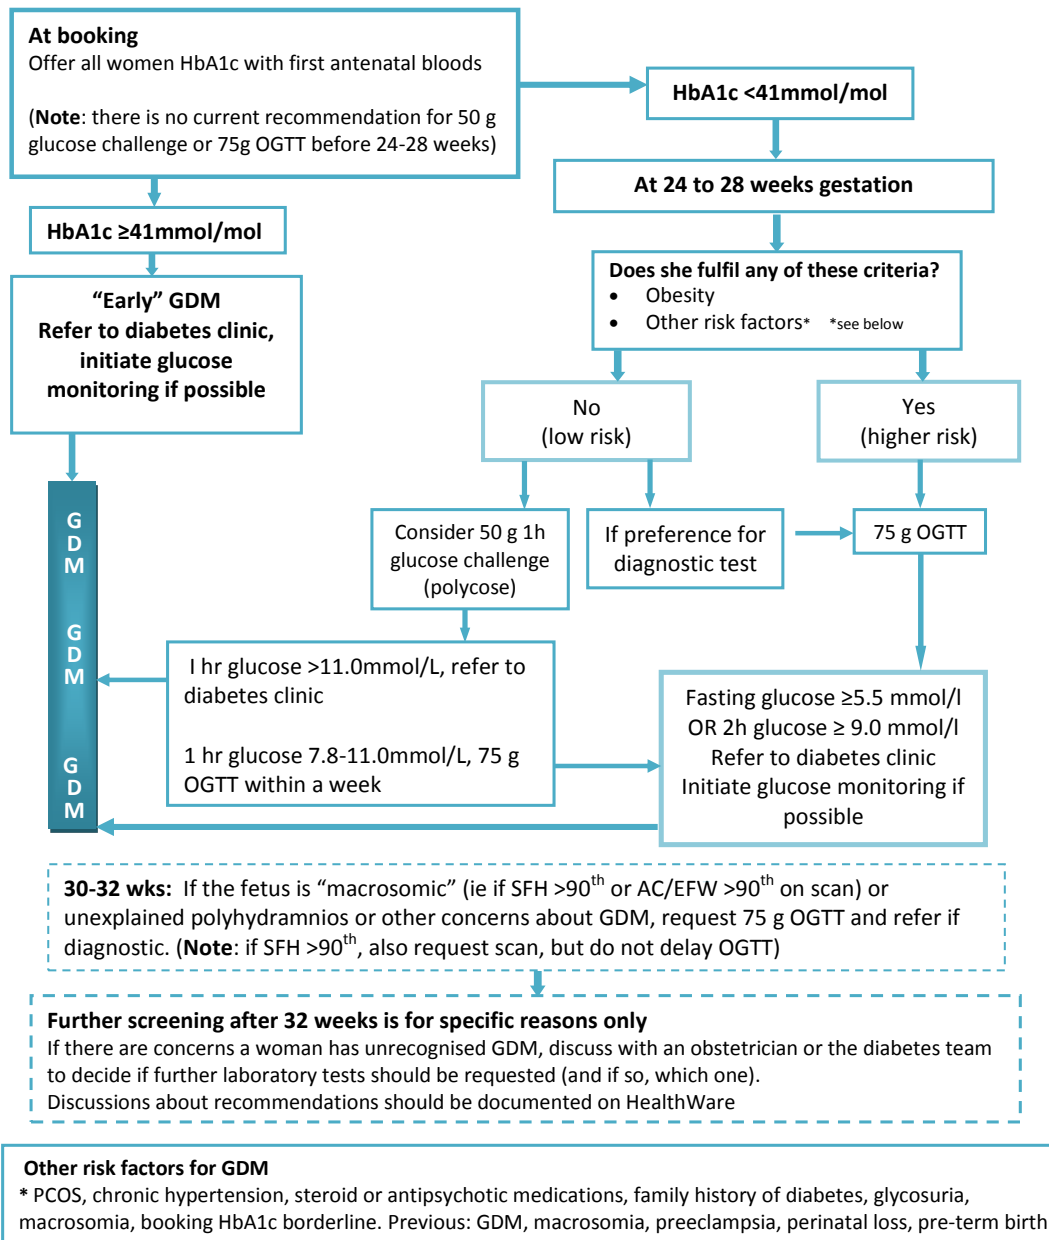 At booking
Offer all women HbA1c with first antenatal bloods
(Note: there is no current recommendation for 50 g
glucose challenge or 75g OGTT before 24-28 weeks)
HbA1c <41mmol/mol
At 24 to 28 weeks gestation
HbA1c ≥41mmol/mol
Does she fulfil any of these criteria?
• Obesity
• Other risk factors* *see below
“Early” GDM
Refer to diabetes clinic,
initiate glucose
monitoring if possible
No
(low risk)
Yes
(higher risk)
Consider 50 g 1h
glucose challenge
(polycose)
If preference for
diagnostic test
75 g OGTT
G
D
M
G
D
M
G
D
M
I hr glucose >11.0mmol/L, refer to
diabetes clinic
1 hr glucose 7.8-11.0mmol/L, 75 g
OGTT within a week
Fasting glucose ≥5.5 mmol/l
OR 2h glucose ≥ 9.0 mmol/l
Refer to diabetes clinic
Initiate glucose monitoring if
possible
30-32 wks: If the fetus is “macrosomic” (ie if SFH >90th or AC/EFW >90th on scan) or
unexplained polyhydramnios or other concerns about GDM, request 75 g OGTT and refer if
diagnostic. (Note: if SFH >90th, also request scan, but do not delay OGTT)
Further screening after 32 weeks is for specific reasons only
If there are concerns a woman has unrecognised GDM, discuss with an obstetrician or the diabetes team
to decide if further laboratory tests should be requested (and if so, which one).
Discussions about recommendations should be documented on HealthWare
Other risk factors for GDM
* PCOS, chronic hypertension, steroid or antipsychotic medications, family history of diabetes, glycosuria,
macrosomia, booking HbA1c borderline. Previous: GDM, macrosomia, preeclampsia, perinatal loss, pre-term birth